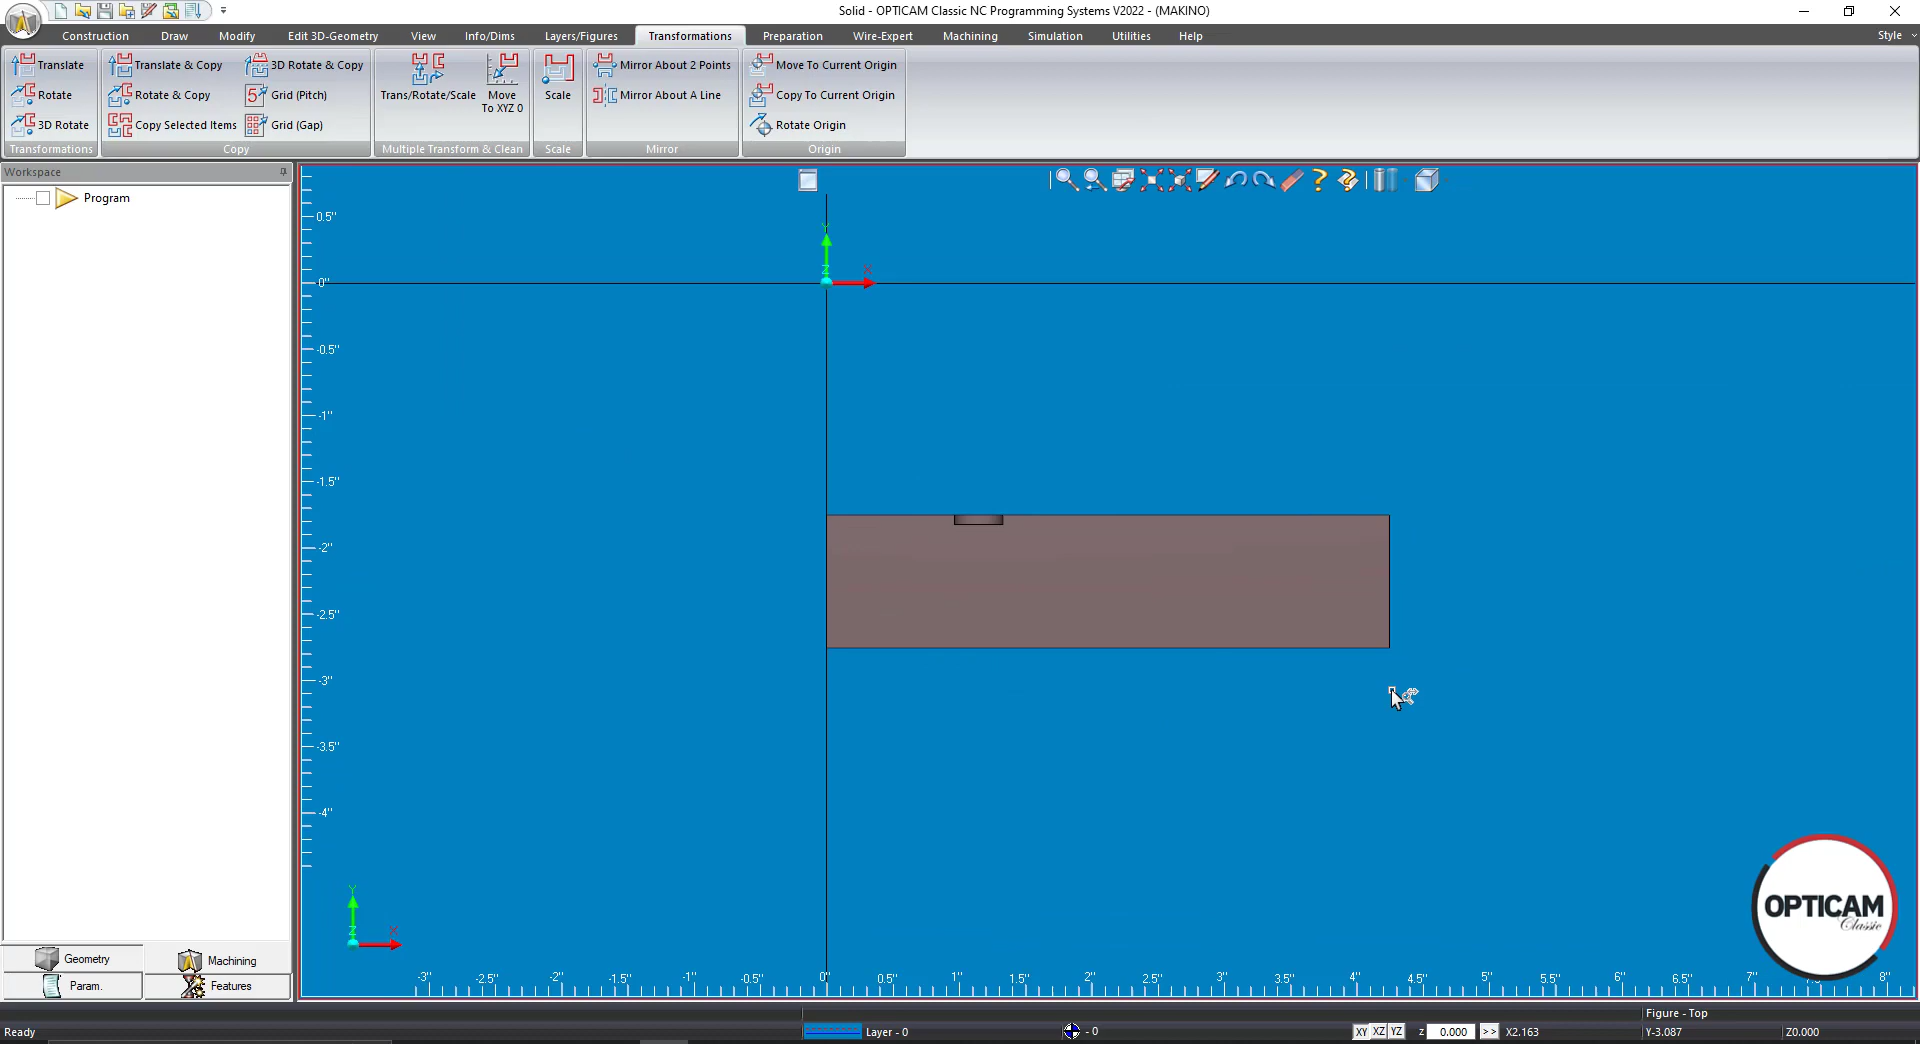 Solid - OPTICAM Classic NC Programming Systems V2022 - (MAKINO)
Construction Draw Modify Edit 3D-Geometry View Info/Dims Layers/Figures Transformations Preparation Wire-Expert Machining Simulation Utilities Help Style
Translate Translate & Copy 3D Rotate & Copy Trans/Rotate/Scale Move To XYZ 0 Scale Mirror About 2 Points Move To Current Origin
Rotate Rotate & Copy Grid (Pitch) Mirror About A Line Copy To Current Origin
3D Rotate Copy Selected Items Grid (Gap) Rotate Origin
Transformations Copy Multiple Transform & Clean Scale Mirror Origin
Workspace
Program
0.5"
0"
-0.5"
-1"
-1.5"
-2"
-2.5"
-3"
-3.5"
-4"
Y
Z
X
Y
Z
X
-3" -2.5" -2" -1.5" -1" -0.5" 0" 0.5" 1" 1.5" 2" 2.5" 3" 3.5" 4" 4.5" 5" 5.5" 6" 6.5" 7" 8"
OPTICAM
Classic
Geometry Machining
Param. Features
Figure - Top
Ready Layer - 0 - 0 XY XZ YZ z 0.000 >> X2.163 Y-3.087 Z0.000